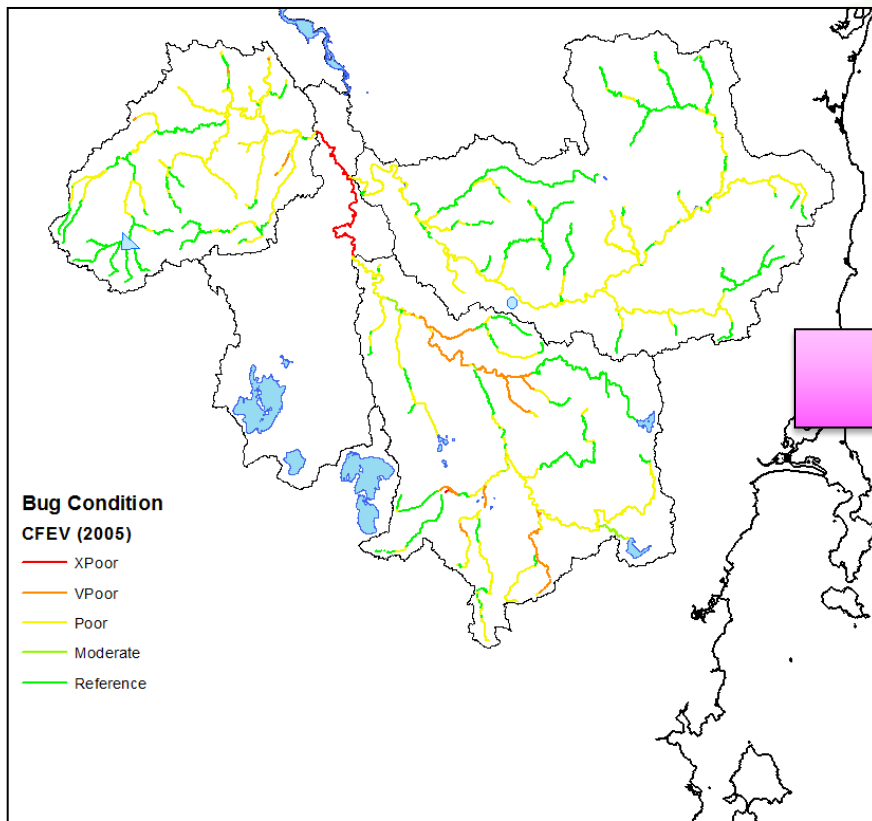 Bug Condition
CFEV (2005)
XPoor
VPoor
Poor
Moderate
Reference